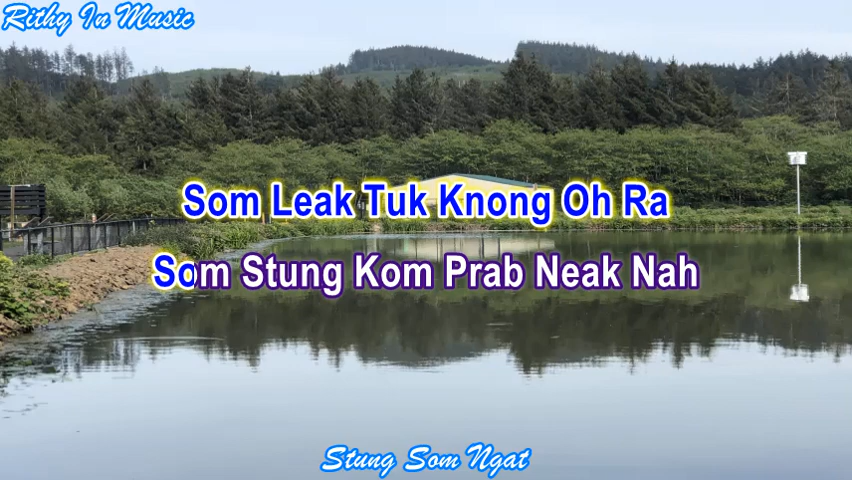 Rithy In Music
Som Leak Tuk Knong Oh Ra
Som Stung Kom Prab Neak Nah
Stung Som Ngat